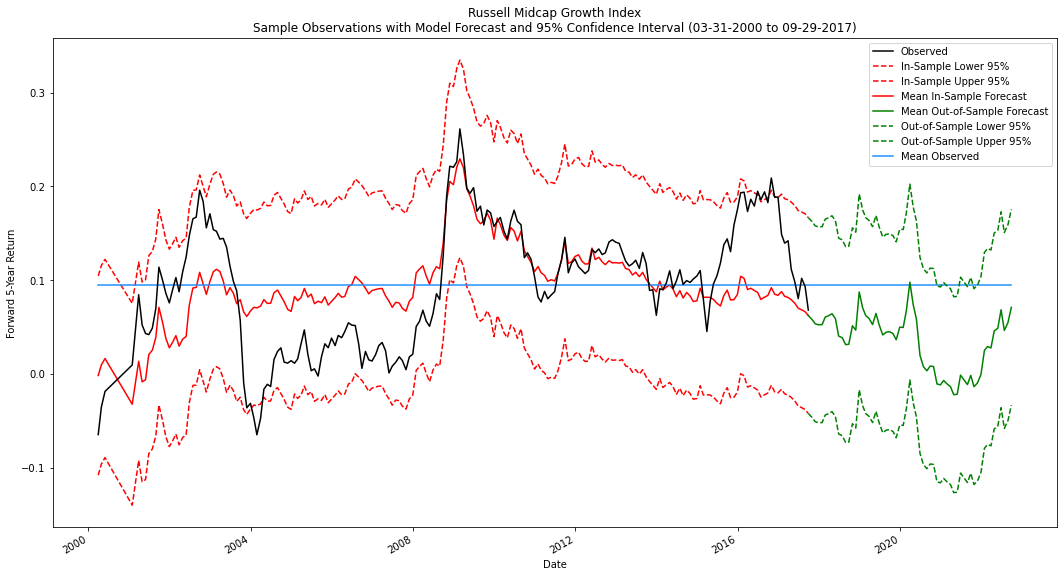 Russell Midcap Growth Index
Sample Observations with Model Forecast and 95% Confidence Interval (03-31-2000 to 09-29-2017)
Observed
In-Sample Lower 95%
In-Sample Upper 95%
Mean In-Sample Forecast
Mean Out-of-Sample Forecast
Out-of-Sample Lower 95%
Out-of-Sample Upper 95%
Mean Observed
Forward 5-Year Return
0.3
0.2
0.1
0.0
−0.1
2000
2004
2008
2012
2016
2020
Date